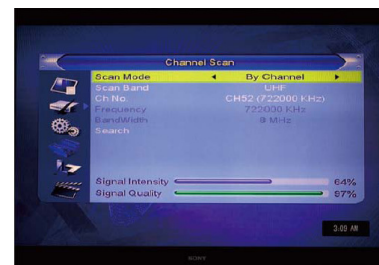 Channel Scan
Scan Mode By Channel
Scan Band UHF
Ch No. CH52 (722000 KHz)
Frequency 722000 KHz
BandWidth 8 MHz
Search
Signal Intensity 64%
Signal Quality 97%
3:09 AM
SONY